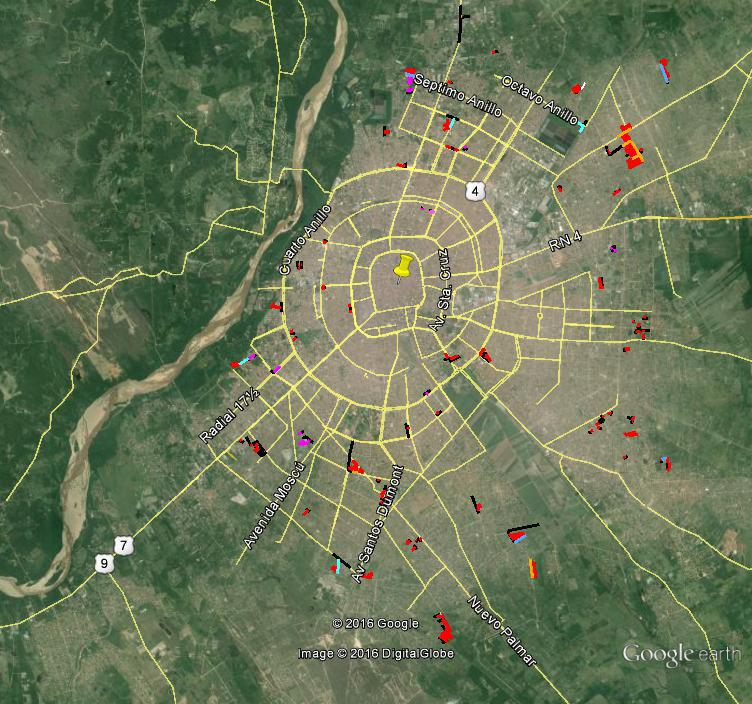 Septimo Anillo
Octavo Anillo
4
Cuarto Anillo
RN 4
Av. Sta. Cruz
Radial 17½
Avenida Moscú
Av Santos Dumont
7
9
Nuevo Palmar
© 2016 Google
Image © 2016 DigitalGlobe
Google earth